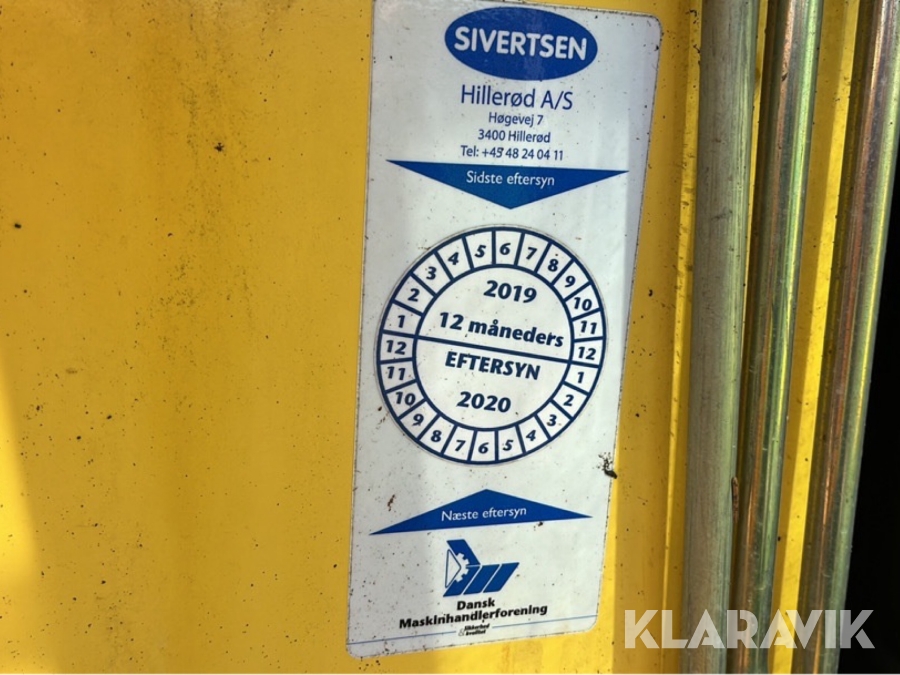 SIVERTSEN
Hillerød A/S
Høgevej 7
3400 Hillerød
Tel: +45 48 24 04 11
Sidste eftersyn
1 2 3 4 5 6 7 8 9 10 11 12
2019
12 måneders
EFTERSYN
2020
12 11 10 9 8 7 6 5 4 3 2 1
Næste eftersyn
Dansk
Maskinhandlerforening
Sikkerhed
& kvalitet
KLARAVIK